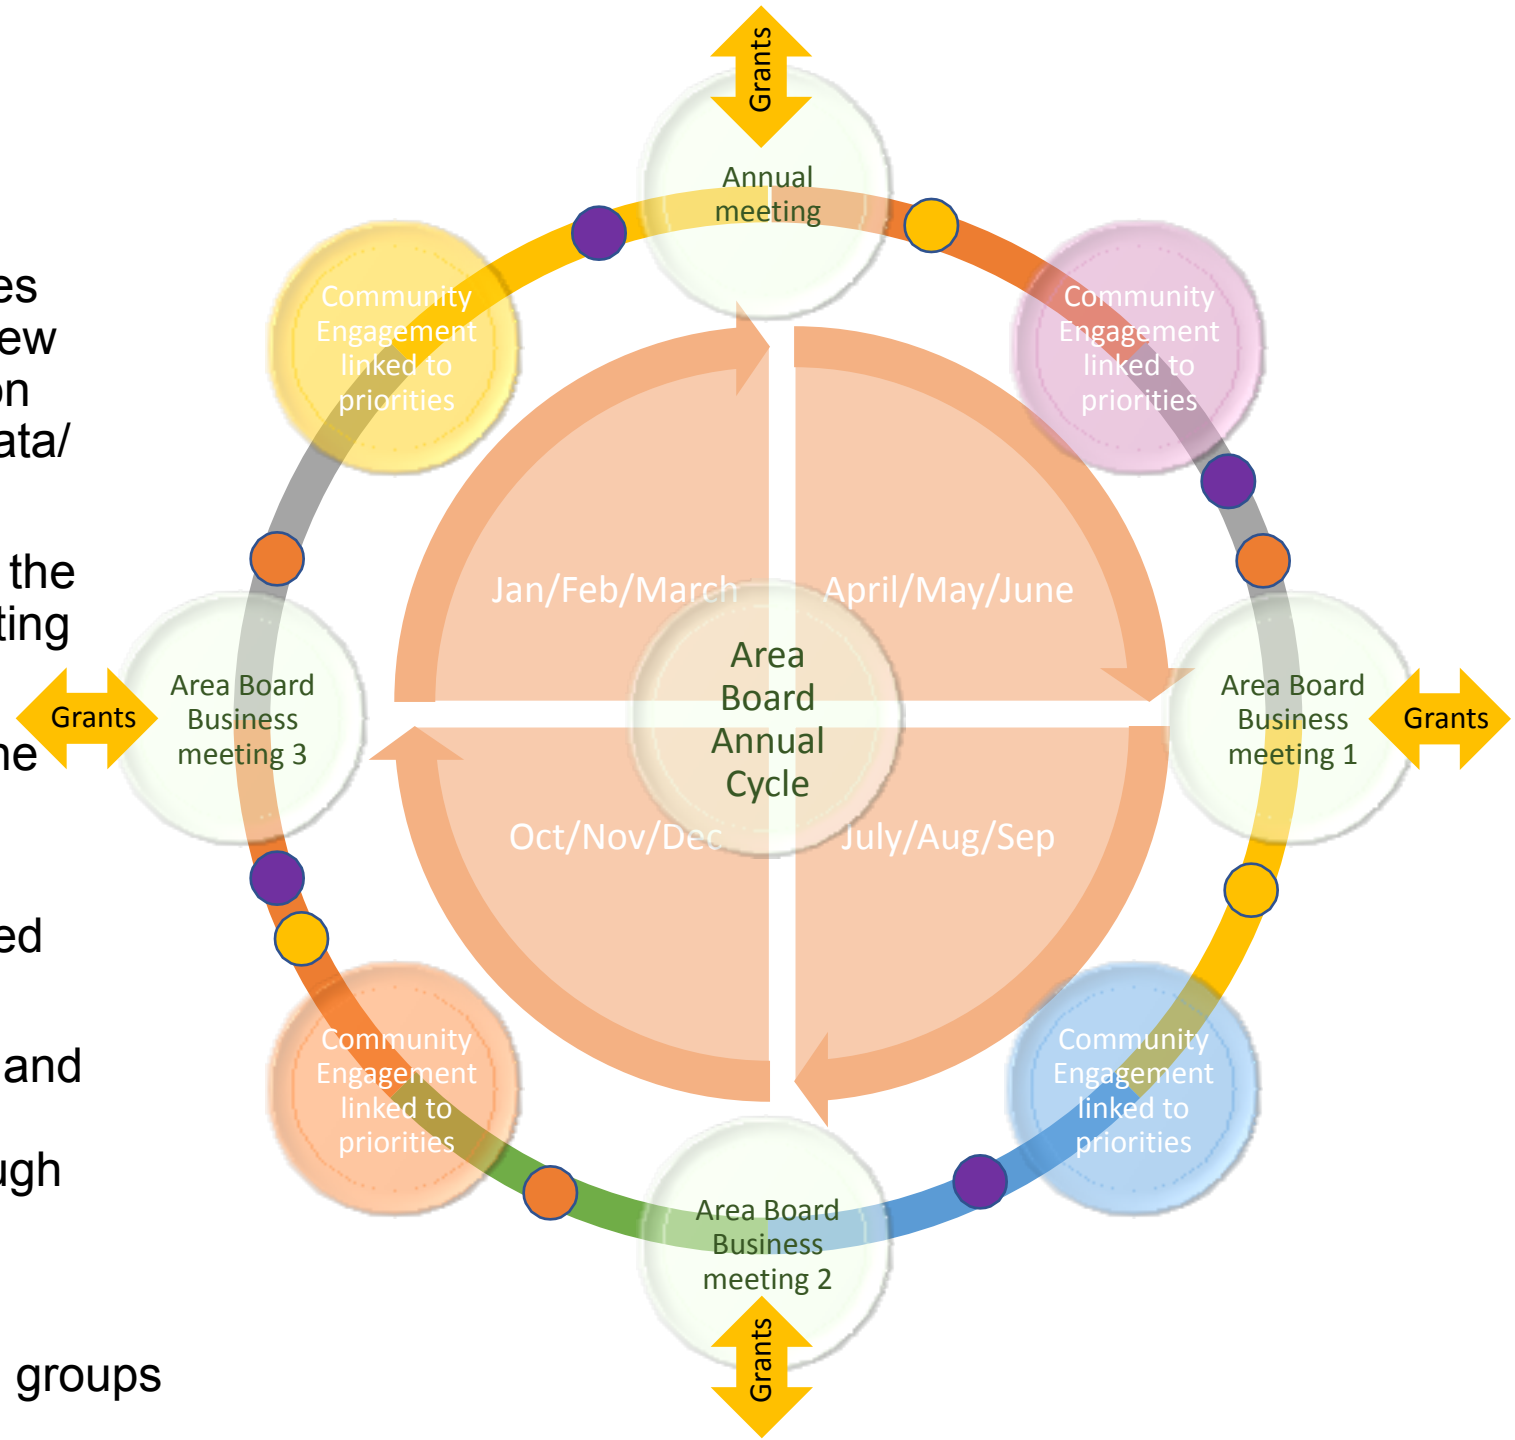 Grants
Annual
meeting
Community
Engagement
linked to
priorities
Community
Engagement
linked to
priorities
es
ew
on
ata/
the
ting
ne
ed
and
ugh
groups
Jan/Feb/March
April/May/June
Area
Board
Annual
Cycle
Oct/Nov/Dec
July/Aug/Sep
Grants
Area Board
Business
meeting 3
Area Board
Business
meeting 1
Grants
Community
Engagement
linked to
priorities
Community
Engagement
linked to
priorities
Area Board
Business
meeting 2
Grants